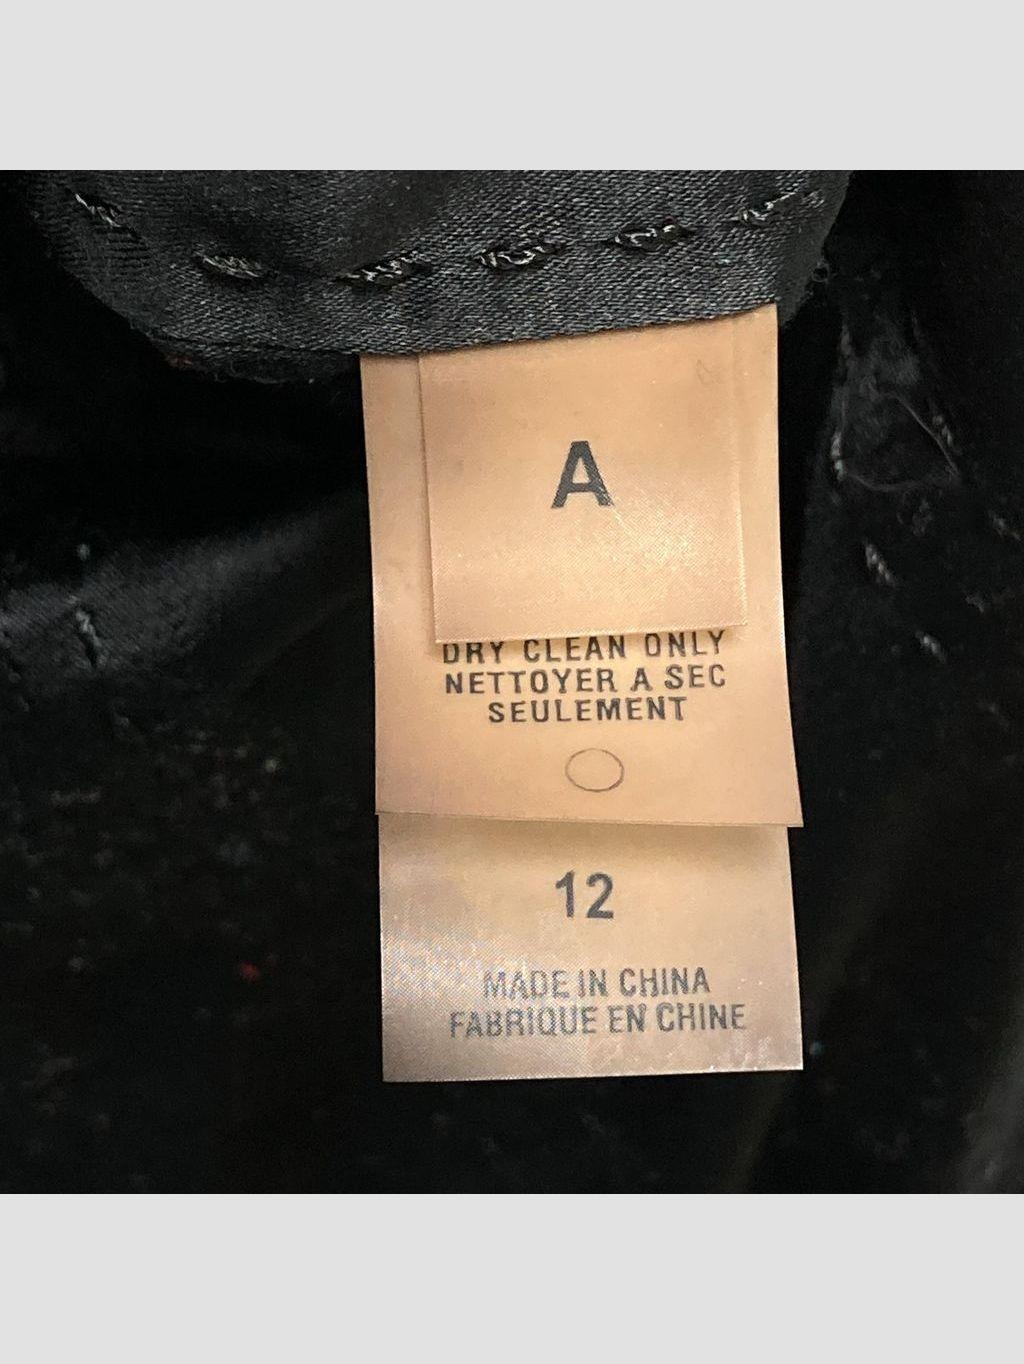 A
DRY CLEAN ONLY
NETTOYER A SEC
SEULEMENT
12
MADE IN CHINA
FABRIQUE EN CHINE